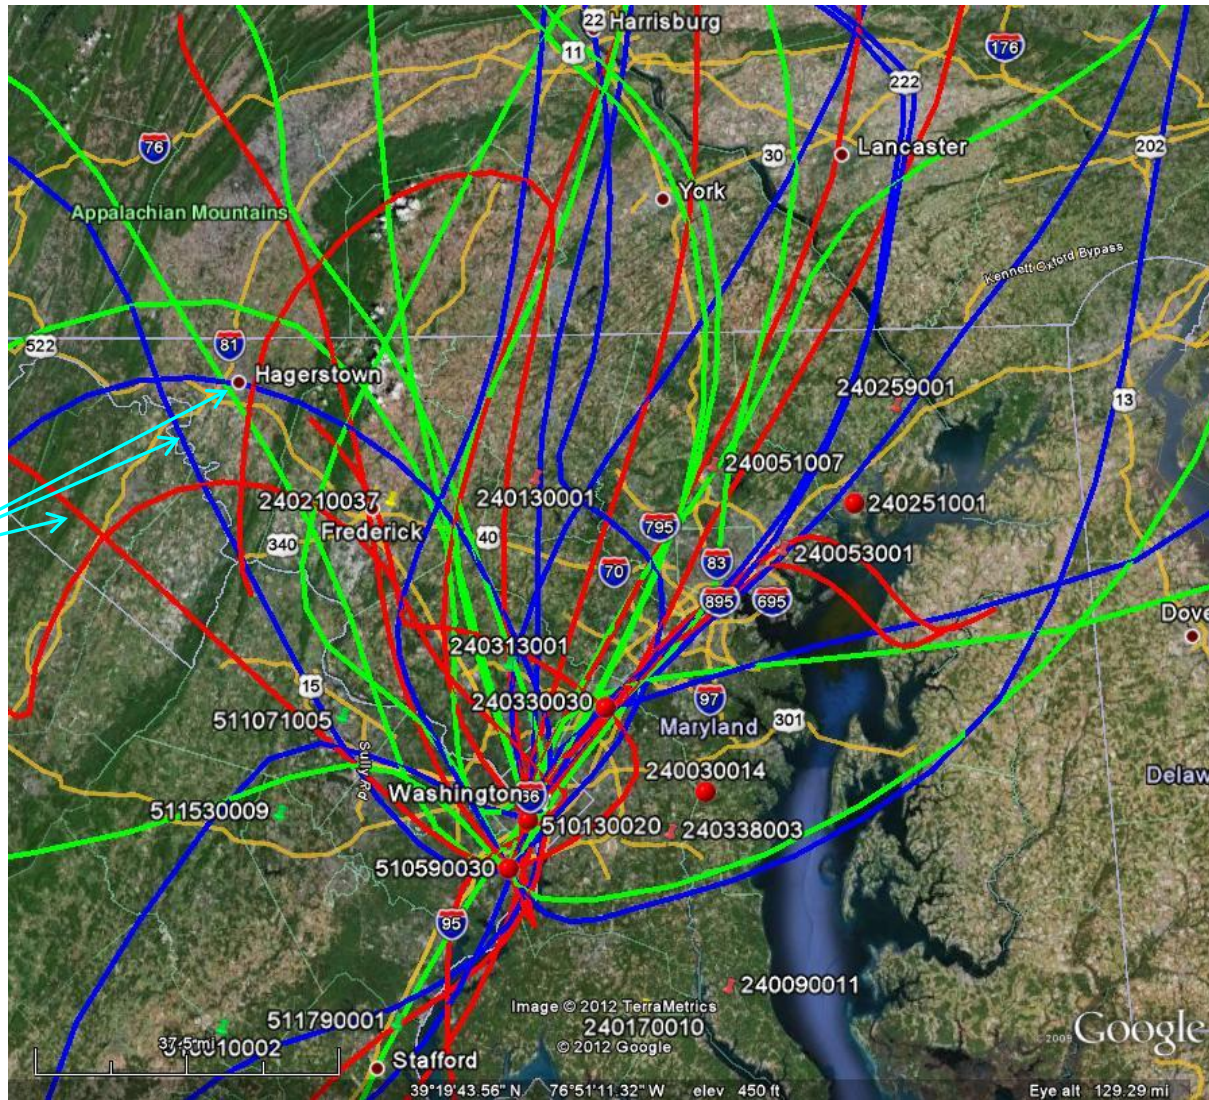 22
Harrisburg
11
176
222
76
30
Lancaster
202
York
Appalachian Mountains
Kennett Oxford Bypass
522
81
Hagerstown
240259001
13
240051007
240210037
240130001
240251001
Frederick
795
340
40
240053001
70
83
895
695
Dove
240313001
15
240330030
97
511071005
Maryland
301
Sully Rd
240030014
Delaw
Washington
66
511530009
510130020
240338003
510590030
95
240090011
Image © 2012 TerraMetrics
511790001
240170010
37.5 mi
© 2012 Google
2009 Google
Stafford
39°19'43.56" N 76°51'11.32" W elev 450 ft
Eye alt 129.29 mi